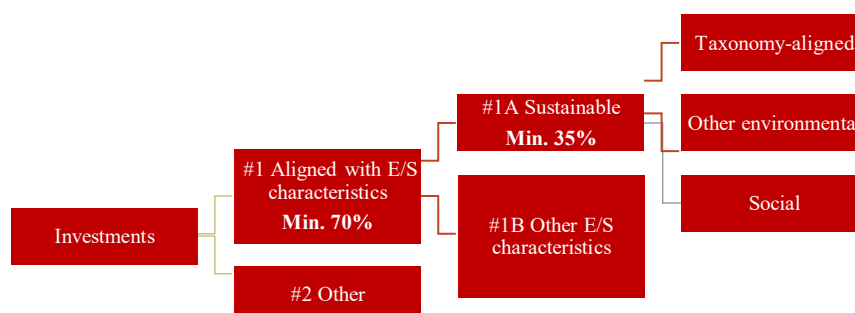 Taxonomy-aligned
#1A Sustainable
Min. 35%
Other environmenta
#1 Aligned with E/S
characteristics
Min. 70%
Social
#1B Other E/S
characteristics
Investments
#2 Other